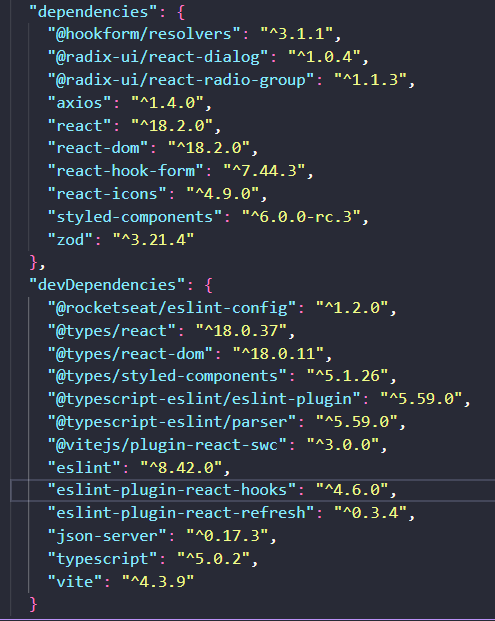 "dependencies": {
"@hookform/resolvers": "^3.1.1",
"@radix-ui/react-dialog": "^1.0.4",
"@radix-ui/react-radio-group": "^1.1.3",
"axios": "^1.4.0",
"react": "^18.2.0",
"react-dom": "^18.2.0",
"react-hook-form": "^7.44.3",
"react-icons": "^4.9.0",
"styled-components": "^6.0.0-rc.3",
"zod": "^3.21.4"
},
"devDependencies": {
"@rocketseat/eslint-config": "^1.2.0",
"@types/react": "^18.0.37",
"@types/react-dom": "^18.0.11",
"@types/styled-components": "^5.1.26",
"@typescript-eslint/eslint-plugin": "^5.59.0",
"@typescript-eslint/parser": "^5.59.0",
"@vitejs/plugin-react-swc": "^3.0.0",
"eslint": "^8.42.0",
"eslint-plugin-react-hooks": "^4.6.0",
"eslint-plugin-react-refresh": "^0.3.4",
"json-server": "^0.17.3",
"typescript": "^5.0.2",
"vite": "^4.3.9"
}